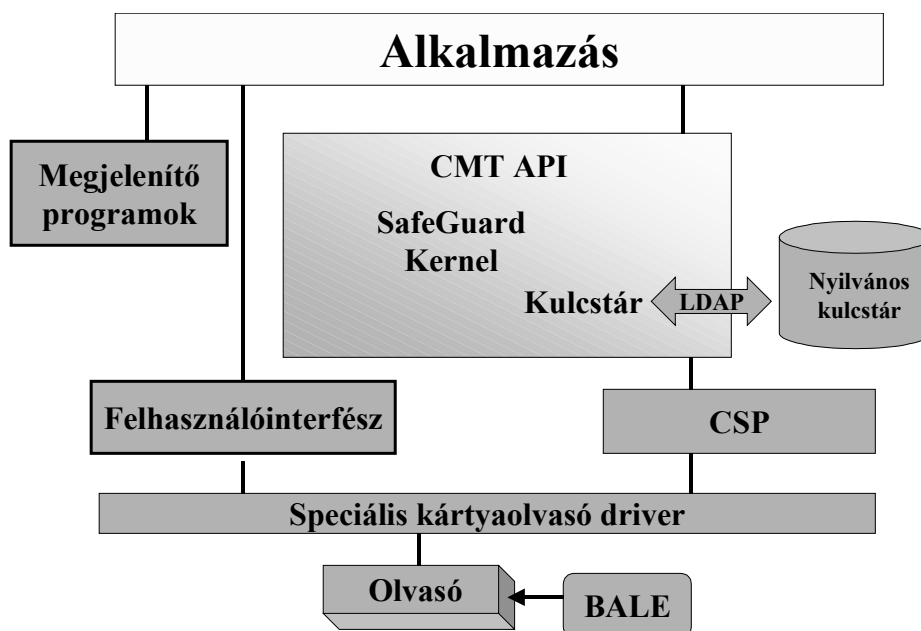 Alkalmazás
Megjelenítő
programok
CMT API
SafeGuard
Kernel
Kulcstár
LDAP
Nyilvános
kulcstár
Felhasználóinterfész
CSP
Speciális kártyaolvasó driver
Olvasó
BALE